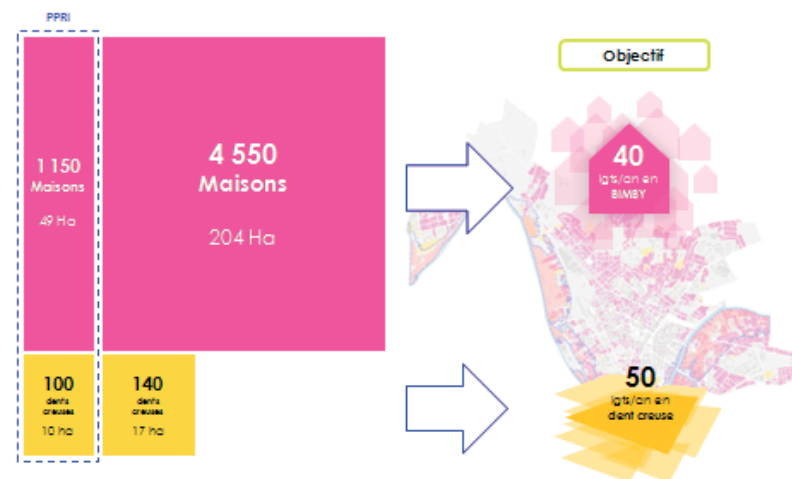 PPRI
1 150
Maisons
49 Ha
4 550
Maisons
204 Ha
100
dents
creuses
10 ha
140
dents
creuses
17 ha
Objectif
40
lgts/an en
BIMBY
50
lgts/an en
dent creuse